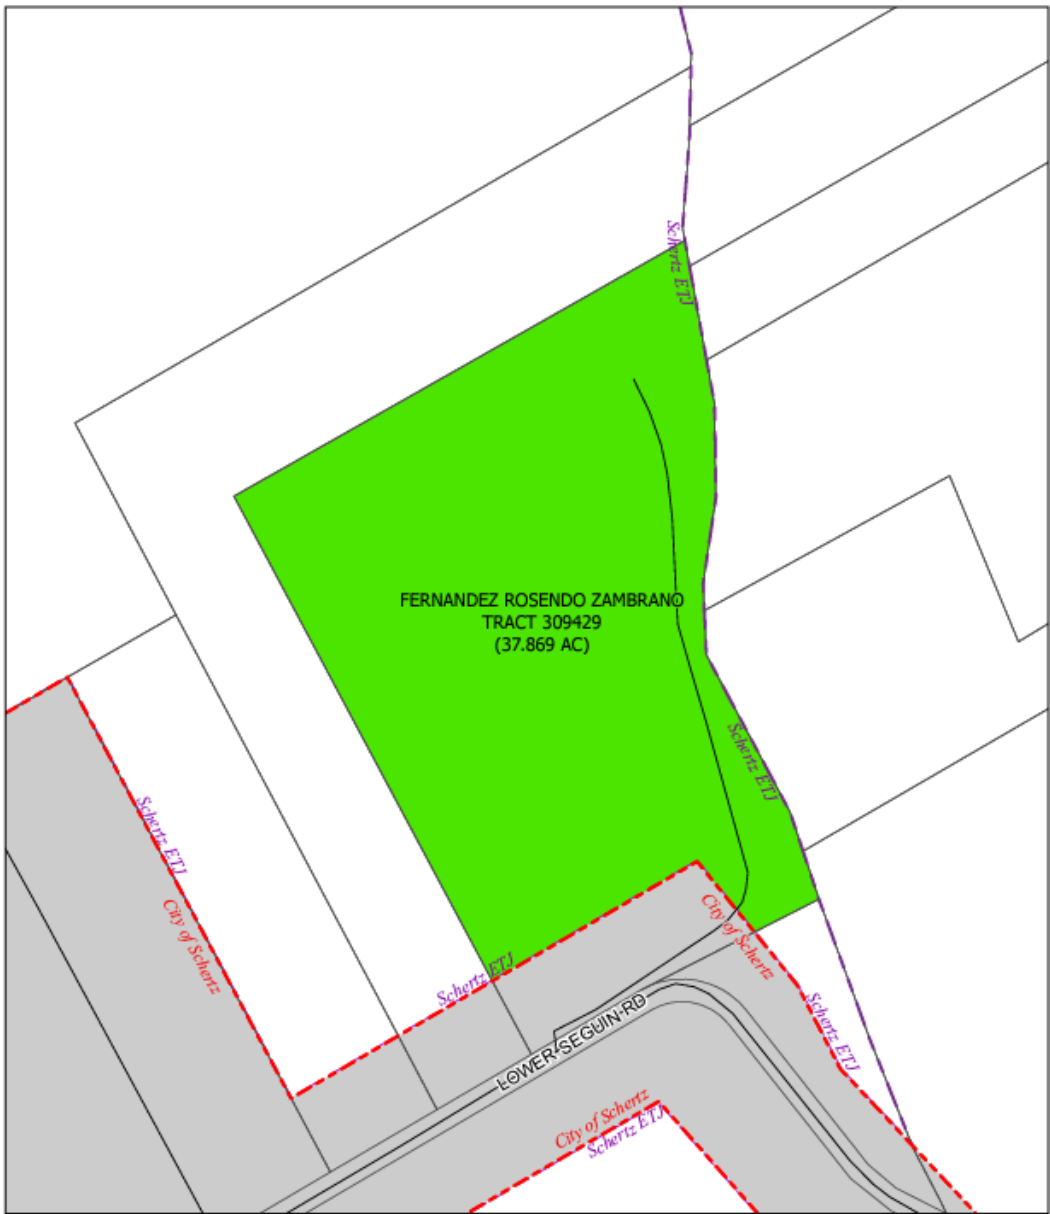 Schertz ETJ
FERNANDEZ ROSENDO ZAMBRANO
TRACT 309429
(37.869 AC)
Schertz ETJ
Schertz ETJ
City of Schertz
City of Schertz
Schertz ETJ
Schertz ETJ
LOWER SEGUIN RD
City of Schertz
Schertz ETJ